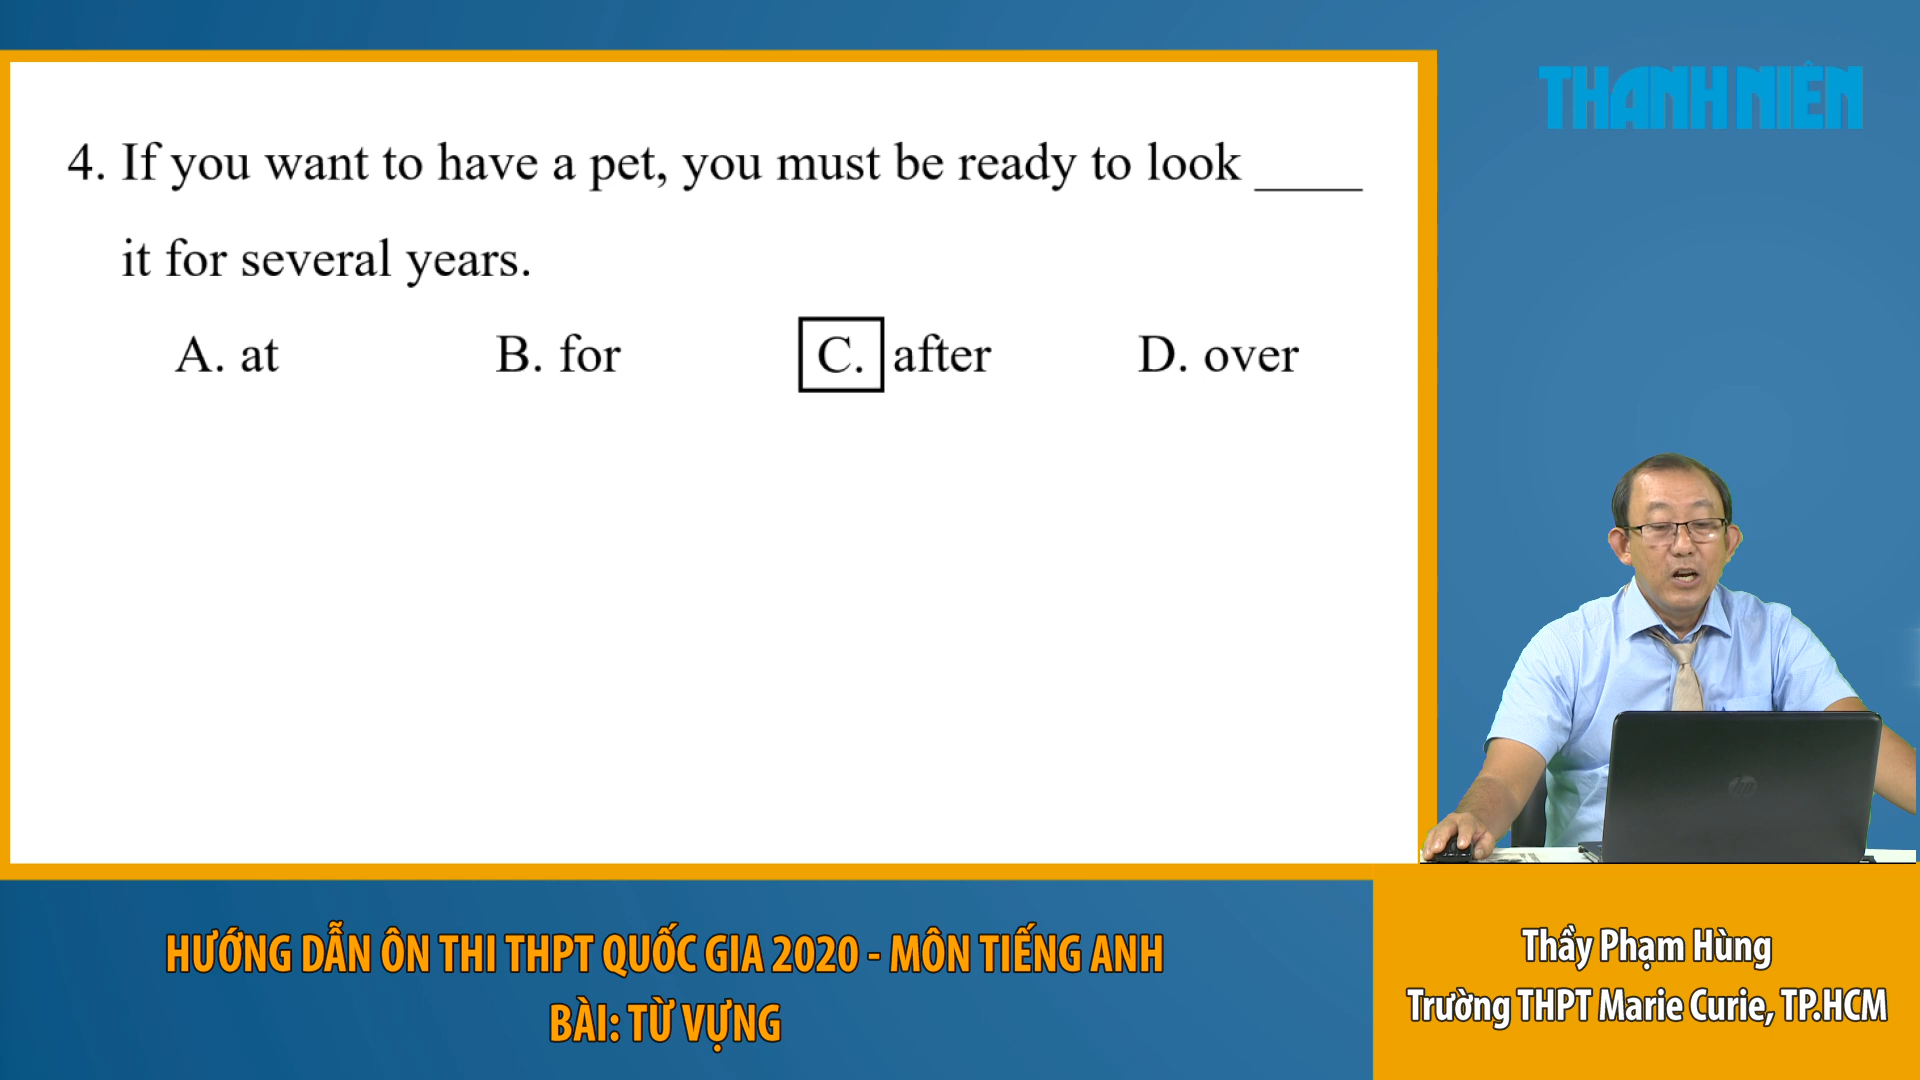 THANH NIÊN
4. If you want to have a pet, you must be ready to look _____
it for several years.
A. at B. for C. after D. over
HƯỚNG DẪN ÔN THI THPT QUỐC GIA 2020 - MÔN TIẾNG ANH
BÀI: TỪ VỰNG
Thầy Phạm Hùng
Trường THPT Marie Curie, TP.HCM
hp